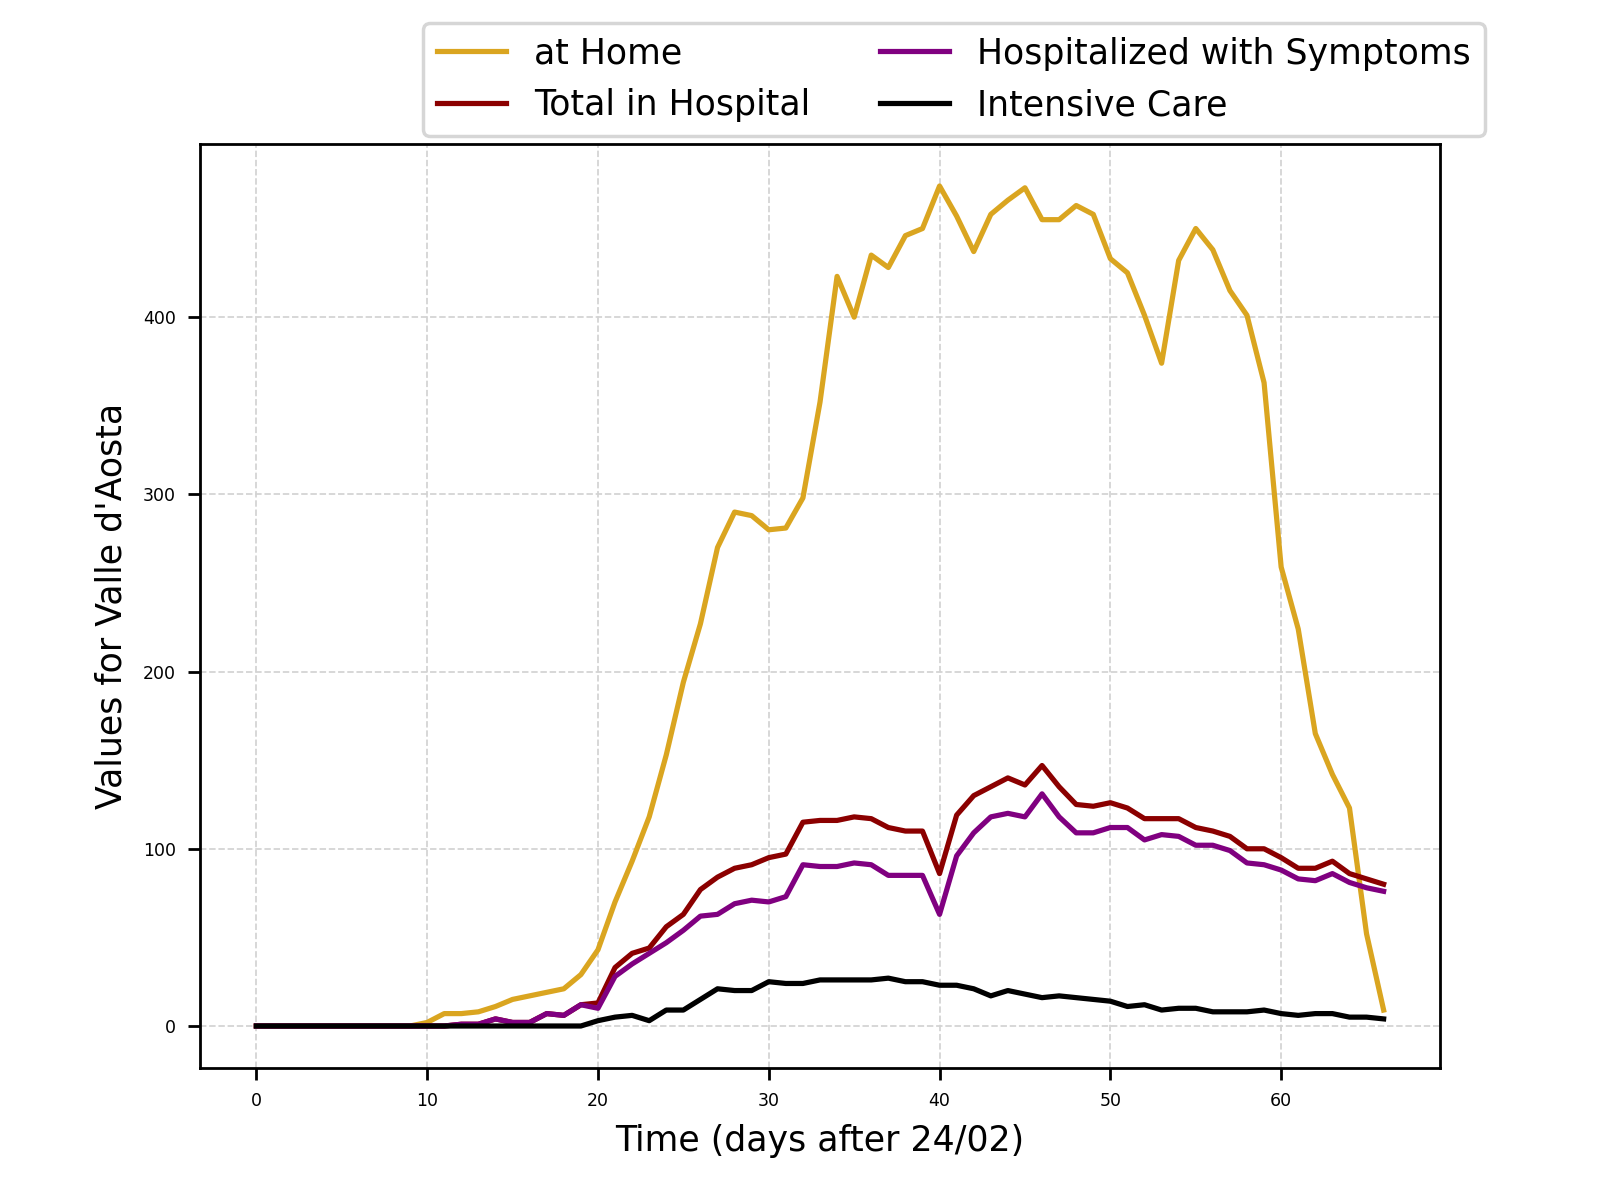 at Home
Total in Hospital
Hospitalized with Symptoms
Intensive Care
Values for Valle d'Aosta
400
300
200
100
0
0 10 20 30 40 50 60
Time (days after 24/02)